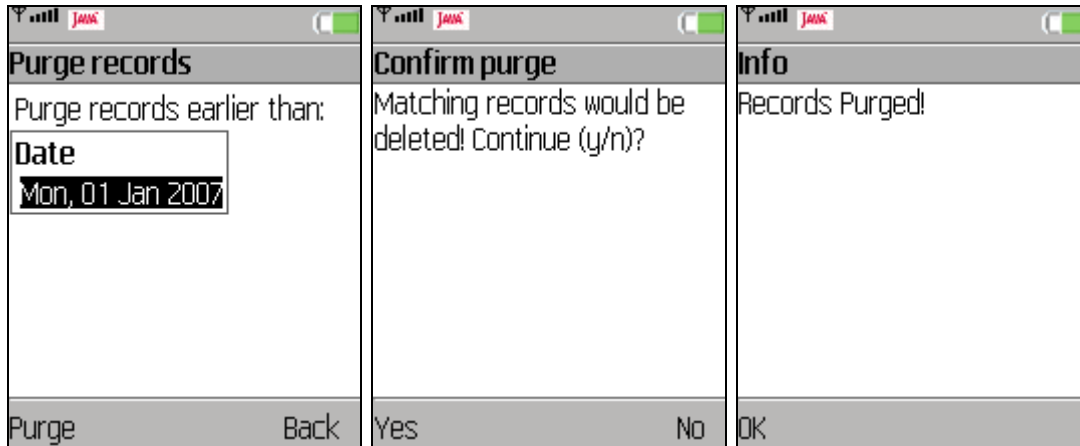 JAVA
Purge records
Purge records earlier than:
Date
Mon, 01 Jan 2007
Purge Back
JAVA
Confirm purge
Matching records would be
deleted! Continue (y/n)?
Yes No
JAVA
Info
Records Purged!
OK